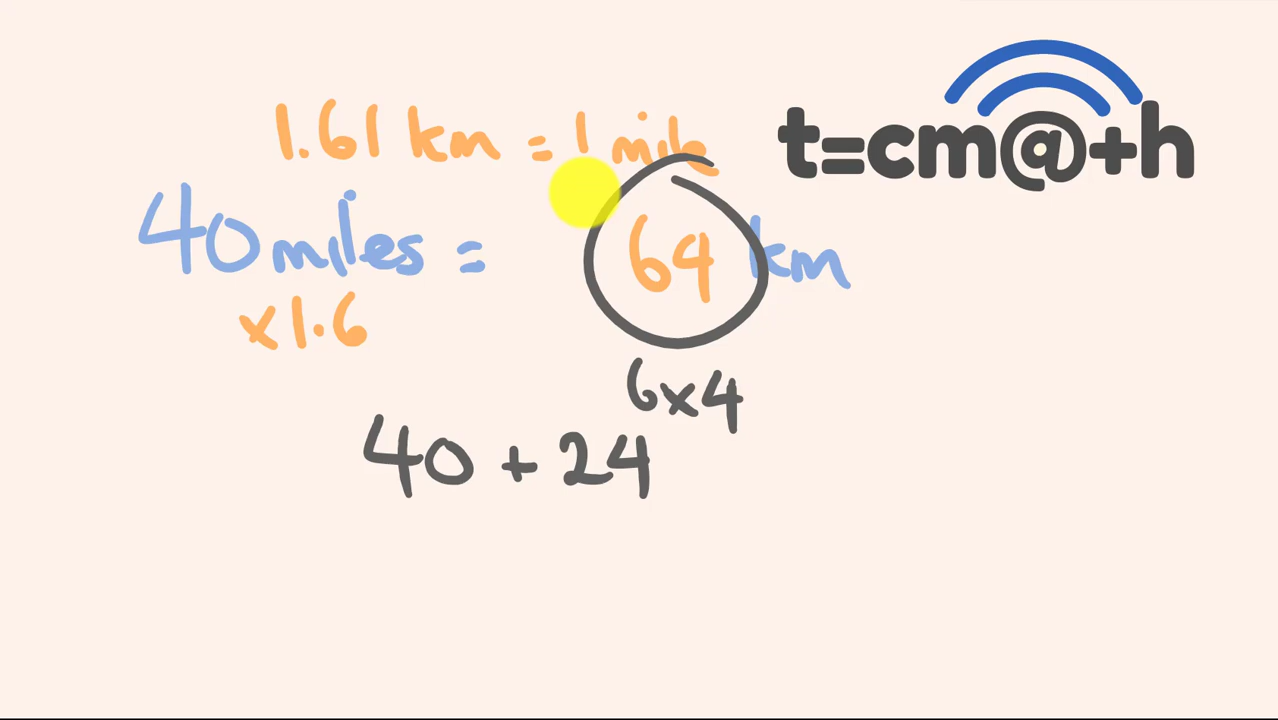 t=cm@+h
1.61 km = 1 mile
40 miles = 64 km
x1.6
6x4
40 + 24